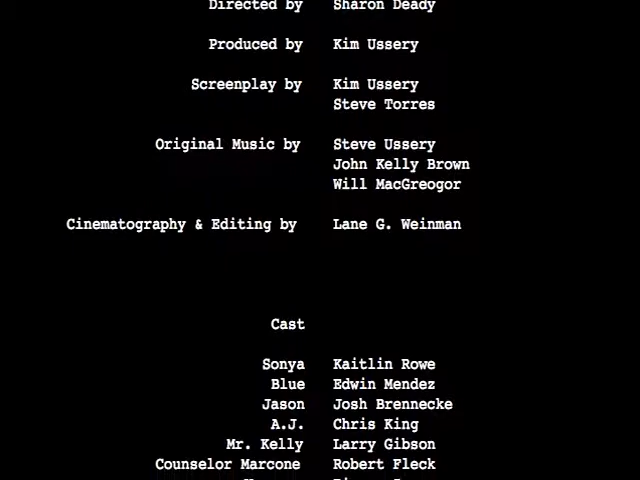 Directed by Sharon Deady
Produced by Kim Ussery
Screenplay by Kim Ussery
Steve Torres
Original Music by Steve Ussery
John Kelly Brown
Will MacGreogor
Cinematography & Editing by Lane G. Weinman
Cast
Sonya Kaitlin Rowe
Blue Edwin Mendez
Jason Josh Brennecke
A.J. Chris King
Mr. Kelly Larry Gibson
Counselor Marcone Robert Fleck